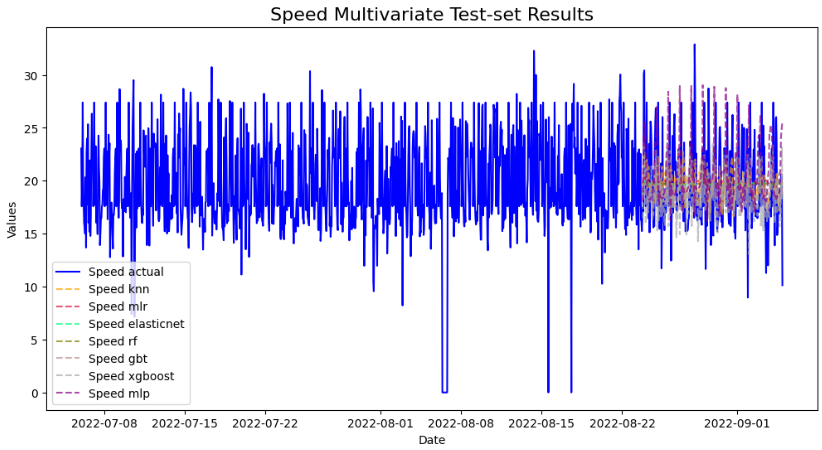 Speed Multivariate Test-set Results
Values
30
25
20
15
10
5
0
Speed actual
Speed knn
Speed mlr
Speed elasticnet
Speed rf
Speed gbt
Speed xgboost
Speed mlp
2022-07-08 2022-07-15 2022-07-22 2022-08-01 2022-08-08 2022-08-15 2022-08-22 2022-09-01
Date